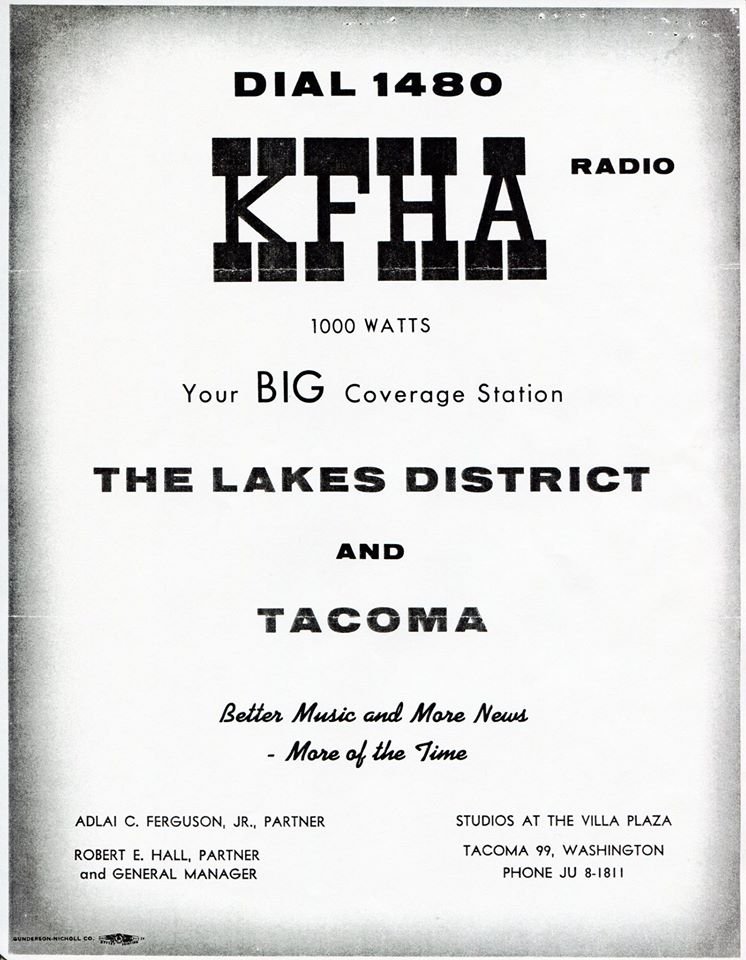 DIAL 1480
KFHA RADIO
1000 WATTS
Your BIG Coverage Station
THE LAKES DISTRICT
AND
TACOMA
Better Music and More News
- More of the Time
ADLAI C. FERGUSON, JR., PARTNER
ROBERT E. HALL, PARTNER
and GENERAL MANAGER
STUDIOS AT THE VILLA PLAZA
TACOMA 99, WASHINGTON
PHONE JU 8-1811
GUNDERSON-NICHOLL CO.